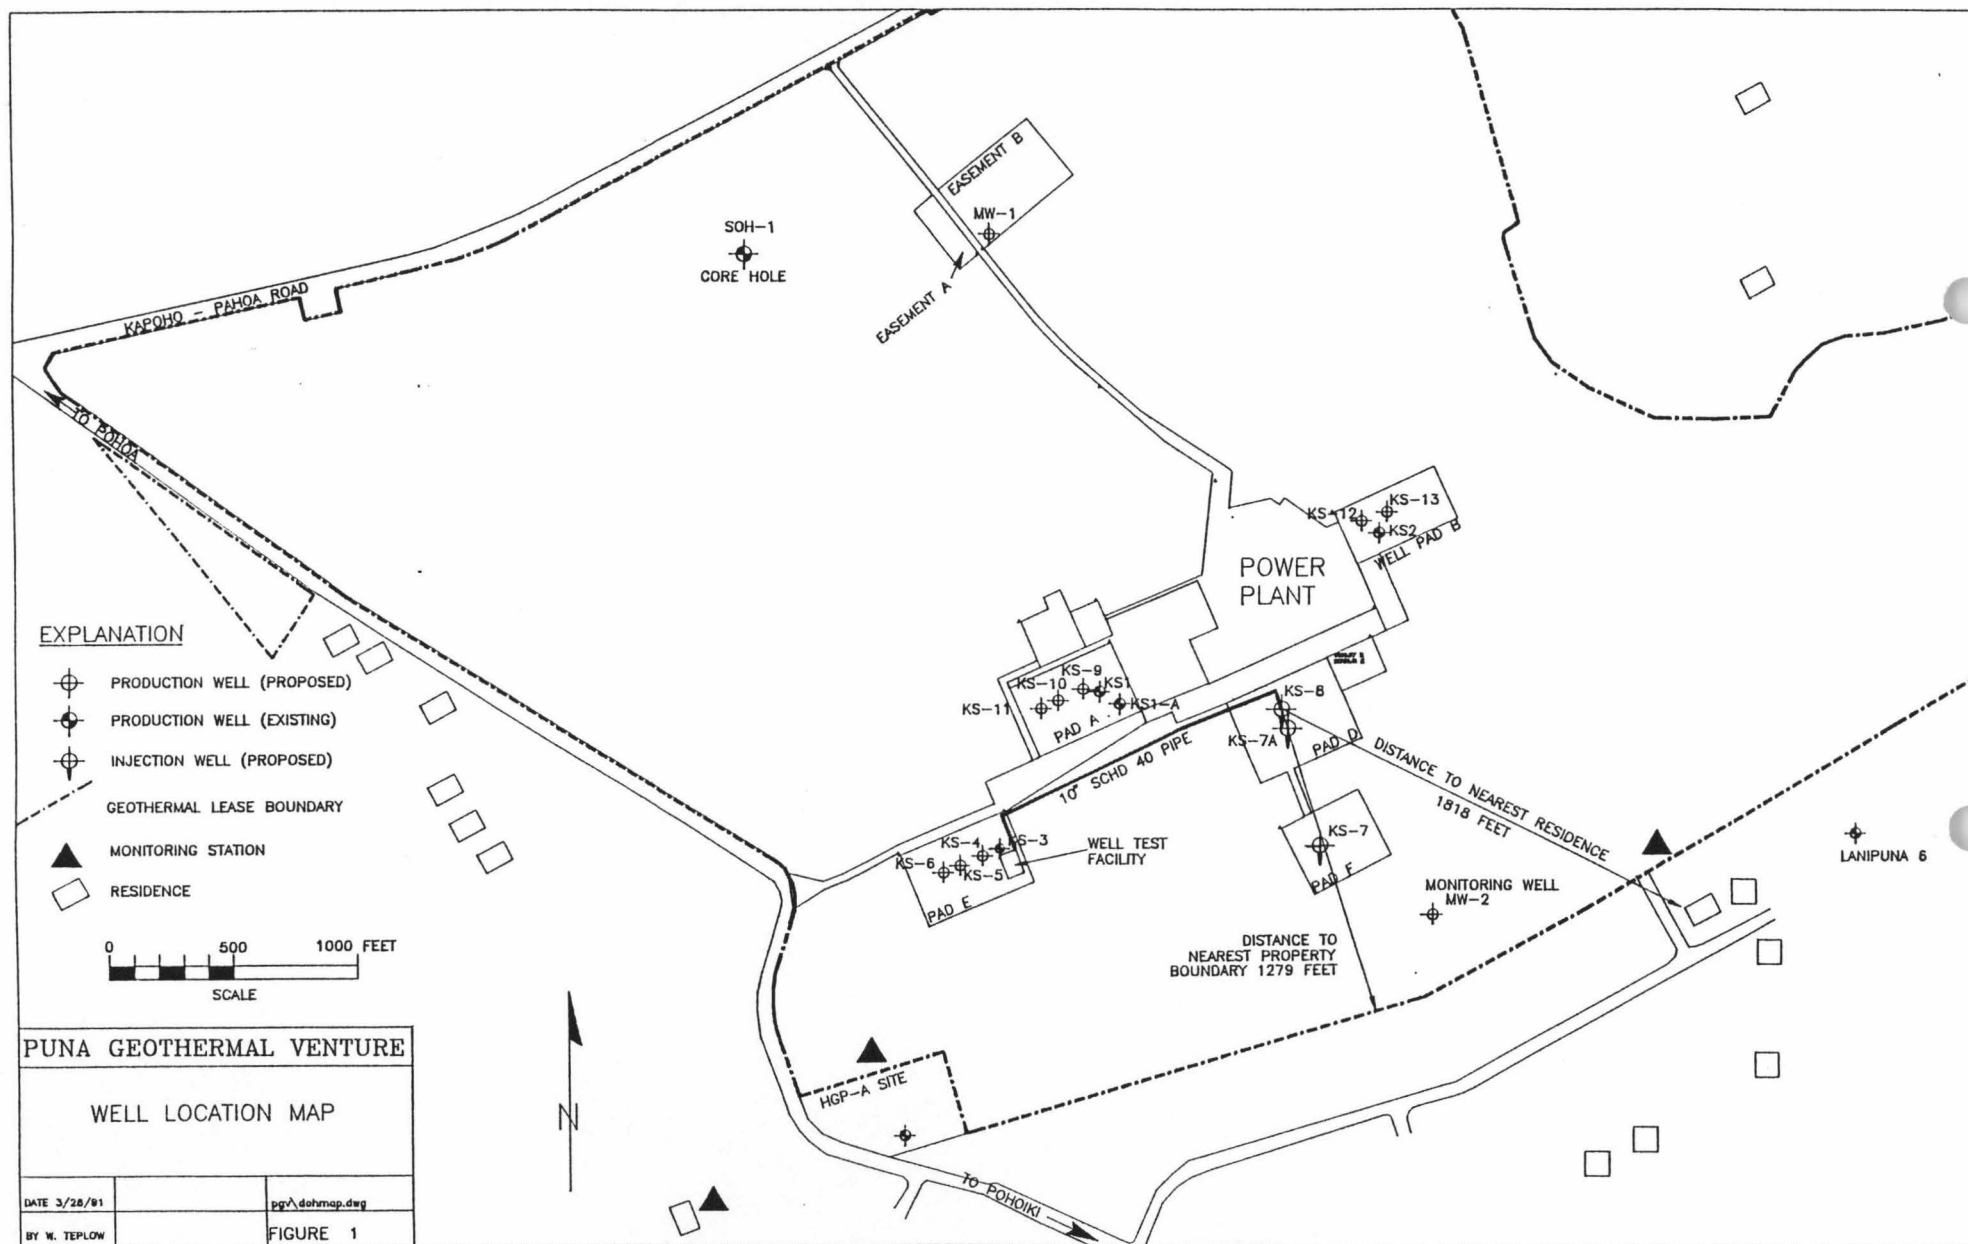 EASEMENT B
MW-1
SOH-1
CORE HOLE
EASEMENT A
KAPOHO - PAHOA ROAD
TO POHOA
KS-13
KS-12
KS2
WELL PAD B
POWER
PLANT
EXPLANATION
PRODUCTION WELL (PROPOSED)
PRODUCTION WELL (EXISTING)
INJECTION WELL (PROPOSED)
GEOTHERMAL LEASE BOUNDARY
MONITORING STATION
RESIDENCE
0 500 1000 FEET
SCALE
KS-9
KS-10
KS1
KS-11
KS1-A
PAD A
KS-8
KS-7A
PAD D
10" SCHD 40 PIPE
DISTANCE TO NEAREST RESIDENCE
1818 FEET
KS-7
PAD F
KS-4
KS-3
KS-6
KS-5
PAD E
WELL TEST
FACILITY
LANIPUNA 6
MONITORING WELL
MW-2
DISTANCE TO
NEAREST PROPERTY
BOUNDARY 1279 FEET
HGP-A SITE
TO POHOIKI
N
PUNA GEOTHERMAL VENTURE
WELL LOCATION MAP
DATE 3/28/91
pgv\dohmap.dwg
BY W. TEPLOW
FIGURE 1